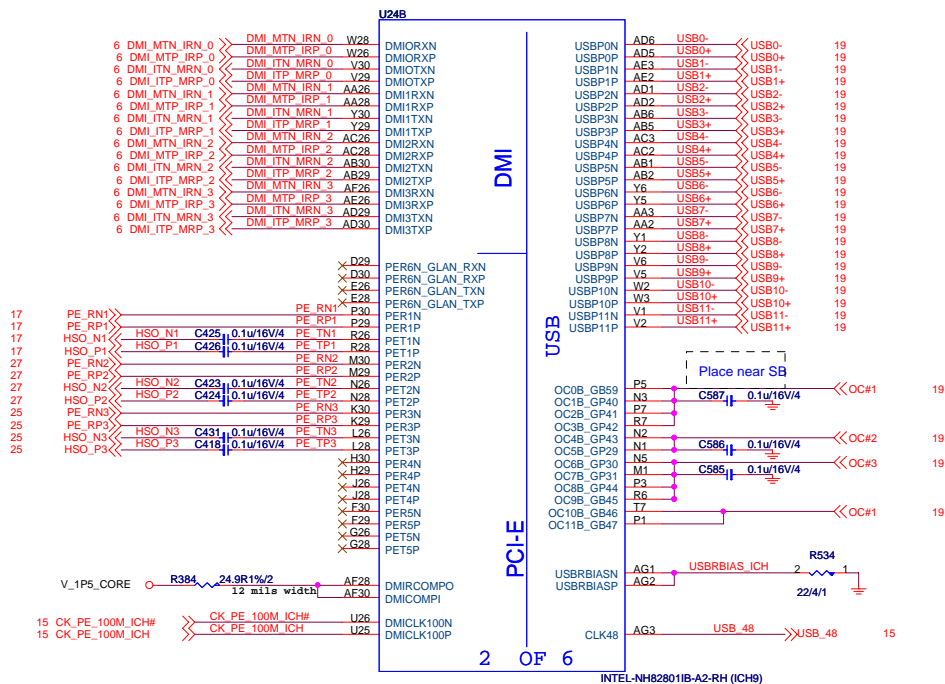 U24B
6 DMI_MTN_IRN_0 DMI_MTN_IRN_0 W28 DMI0RXN USBP0N AD6 USB0- USB0- 19
6 DMI_MTP_IRP_0 DMI_MTP_IRP_0 W26 DMI0RXP USBP0P AD5 USB0+ USB0+ 19
6 DMI_ITN_MRN_0 DMI_ITN_MRN_0 V30 DMI0TXN USBP1N AE3 USB1- USB1- 19
6 DMI_ITP_MRP_0 DMI_ITP_MRP_0 V29 DMI0TXP USBP1P AE2 USB1+ USB1+ 19
6 DMI_MTN_IRN_1 DMI_MTN_IRN_1 AA26 DMI1RXN USBP2N AD1 USB2- USB2- 19
6 DMI_MTP_IRP_1 DMI_MTP_IRP_1 AA28 DMI1RXP USBP2P AD2 USB2+ USB2+ 19
6 DMI_ITN_MRN_1 DMI_ITN_MRN_1 Y30 DMI1TXN USBP3N AB6 USB3- USB3- 19
6 DMI_ITP_MRP_1 DMI_ITP_MRP_1 Y29 DMI1TXP USBP3P AB5 USB3+ USB3+ 19
6 DMI_MTN_IRN_2 DMI_MTN_IRN_2 AC26 DMI2RXN USBP4N AC3 USB4- USB4- 19
6 DMI_MTP_IRP_2 DMI_MTP_IRP_2 AC28 DMI2RXP USBP4P AC2 USB4+ USB4+ 19
6 DMI_ITN_MRN_2 DMI_ITN_MRN_2 AB30 DMI2TXN USBP5N AB1 USB5- USB5- 19
6 DMI_ITP_MRP_2 DMI_ITP_MRP_2 AB29 DMI2TXP USBP5P AB2 USB5+ USB5+ 19
6 DMI_MTN_IRN_3 DMI_MTN_IRN_3 AF26 DMI3RXN USBP6N Y6 USB6- USB6- 19
6 DMI_MTP_IRP_3 DMI_MTP_IRP_3 AE26 DMI3RXP USBP6P Y5 USB6+ USB6+ 19
6 DMI_ITN_MRN_3 DMI_ITN_MRN_3 AD29 DMI3TXN USBP7N AA3 USB7- USB7- 19
6 DMI_ITP_MRP_3 DMI_ITP_MRP_3 AD30 DMI3TXP USBP7P AA2 USB7+ USB7+ 19
USBP8N Y1 USB8- USB8- 19
USBP8P Y2 USB8+ USB8+ 19
DMI
D29 PER6N_GLAN_RXN USBP9N V6 USB9- USB9- 19
D30 PER6N_GLAN_RXP USBP9P V5 USB9+ USB9+ 19
E26 PER6N_GLAN_TXN USBP10N W2 USB10- USB10- 19
E28 PER6N_GLAN_TXP USBP10P W3 USB10+ USB10+ 19
17 PE_RN1 PE_RN1 P30 PER1N USBP11N V1 USB11- USB11- 19
17 PE_RP1 PE_RP1 P29 PER1P USBP11P V2 USB11+ USB11+ 19
17 HSO_N1 HSO_N1 C425 0.1u/16V/4 PE_TN1 R26 PET1N
17 HSO_P1 HSO_P1 C426 0.1u/16V/4 PE_TP1 R28 PET1P
USB
27 PE_RN2 PE_RN2 M30 PER2N
27 PE_RP2 PE_RP2 M29 PER2P
Place near SB
27 HSO_N2 HSO_N2 C423 0.1u/16V/4 PE_TN2 N26 PET2N OC0B_GB59 P5 OC#1 19
27 HSO_P2 HSO_P2 C424 0.1u/16V/4 PE_TP2 N28 PET2P OC1B_GP40 N3 C587 0.1u/16V/4
25 PE_RN3 PE_RN3 K30 PER3N OC2B_GP41 P7
25 PE_RP3 PE_RP3 K29 PER3P OC3B_GP42 R7
25 HSO_N3 HSO_N3 C431 0.1u/16V/4 PE_TN3 L26 PET3N OC4B_GP43 N2 OC#2 19
25 HSO_P3 HSO_P3 C418 0.1u/16V/4 PE_TP3 L28 PET3P OC5B_GP29 N1 C586 0.1u/16V/4
H30 PER4N OC6B_GP30 N5 OC#3 19
H29 PER4P OC7B_GP31 M1 C585 0.1u/16V/4
J26 PET4N OC8B_GP44 P3
J28 PET4P OC9B_GB45 R6
F30 PER5N OC10B_GB46 T7 OC#1 19
F29 PER5P OC11B_GB47 P1
G26 PET5N
G28 PET5P
PCI-E
V_1P5_CORE R384 24.9R1%/2 AF28 DMIRCOMPO USBRBIASN AG1 USBRBIAS_ICH 2 R534 1
12 mils width AF30 DMICOMPI USBRBIASP AG2 22/4/1
15 CK_PE_100M_ICH# CK_PE_100M_ICH# U26 DMICLK100N
15 CK_PE_100M_ICH CK_PE_100M_ICH U25 DMICLK100P CLK48 AG3 USB_48 USB_48 15
2 OF 6
INTEL-NH82801IB-A2-RH (ICH9)